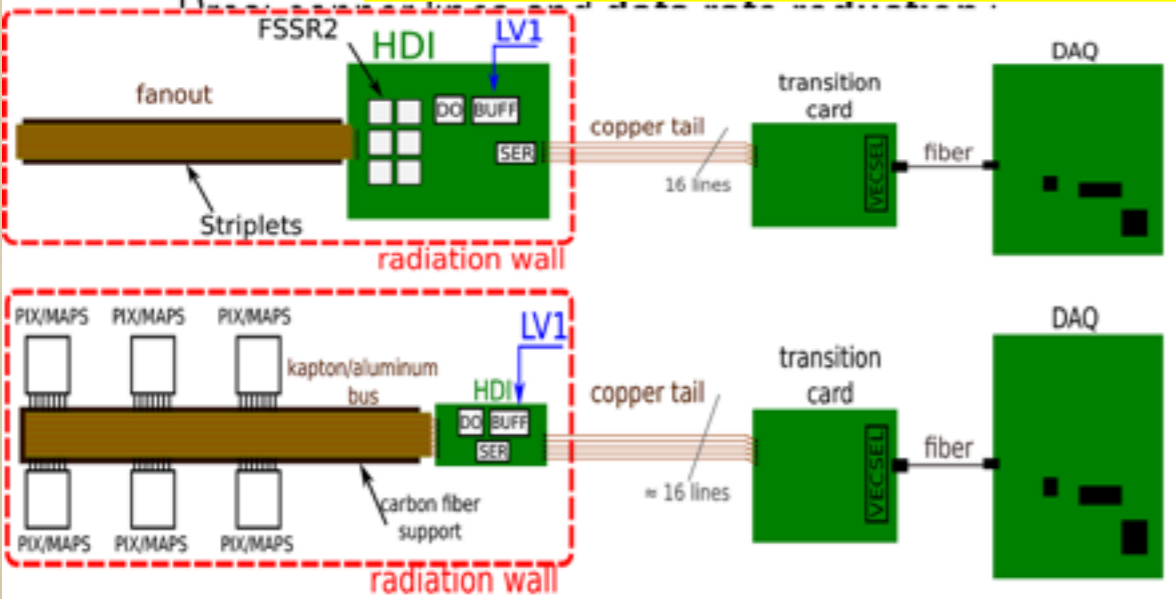 FSSR2
LV1
HDI
DAQ
fanout
transition
card
DO
BUFF
copper tail
SER
VECSEL
fiber
16 lines
Striplets
radiation wall
PIX/MAPS PIX/MAPS PIX/MAPS
LV1
DAQ
kapton/aluminum
bus
transition
card
HDI
copper tail
DO
BUFF
SER
VECSEL
fiber
≈ 16 lines
carbon fiber
support
PIX/MAPS PIX/MAPS PIX/MAPS
radiation wall